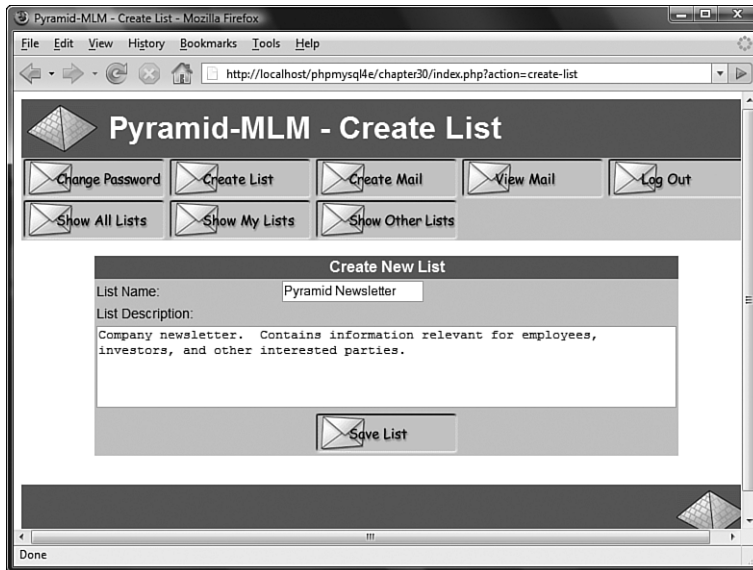 Pyramid-MLM - Create List - Mozilla Firefox
File Edit View History Bookmarks Tools Help
http://localhost/phpmysql4e/chapter30/index.php?action=create-list
Pyramid-MLM - Create List
Change Password Create List Create Mail View Mail Log Out
Show All Lists Show My Lists Show Other Lists
Create New List
List Name: Pyramid Newsletter
List Description:
Company newsletter. Contains information relevant for employees,
investors, and other interested parties.
Save List
Done